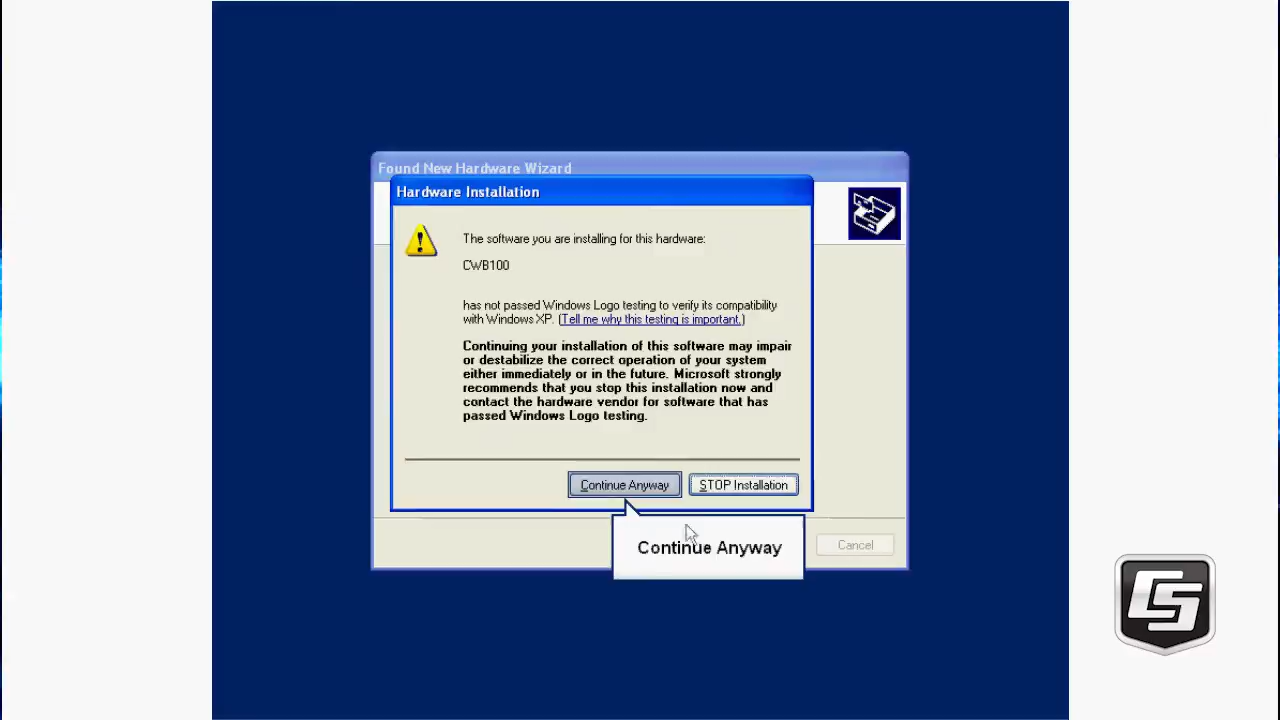 Found New Hardware Wizard
Hardware Installation
The software you are installing for this hardware:
CWB100
has not passed Windows Logo testing to verify its compatibility
with Windows XP. (Tell me why this testing is important.)
Continuing your installation of this software may impair
or destabilize the correct operation of your system
either immediately or in the future. Microsoft strongly
recommends that you stop this installation now and
contact the hardware vendor for software that has
passed Windows Logo testing.
Continue Anyway
STOP Installation
Continue Anyway
Cancel
CS